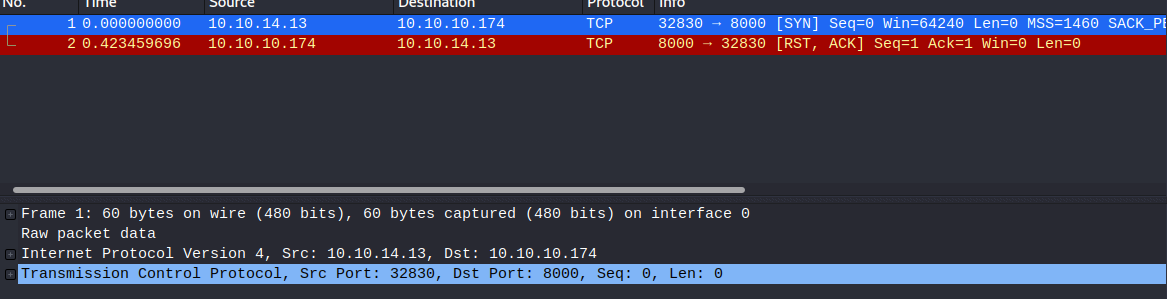 No. Time Source Destination Protocol Info
1 0.000000000 10.10.14.13 10.10.10.174 TCP 32830 → 8000 [SYN] Seq=0 Win=64240 Len=0 MSS=1460 SACK_PE
2 0.423459696 10.10.10.174 10.10.14.13 TCP 8000 → 32830 [RST, ACK] Seq=1 Ack=1 Win=0 Len=0
Frame 1: 60 bytes on wire (480 bits), 60 bytes captured (480 bits) on interface 0
Raw packet data
Internet Protocol Version 4, Src: 10.10.14.13, Dst: 10.10.10.174
Transmission Control Protocol, Src Port: 32830, Dst Port: 8000, Seq: 0, Len: 0